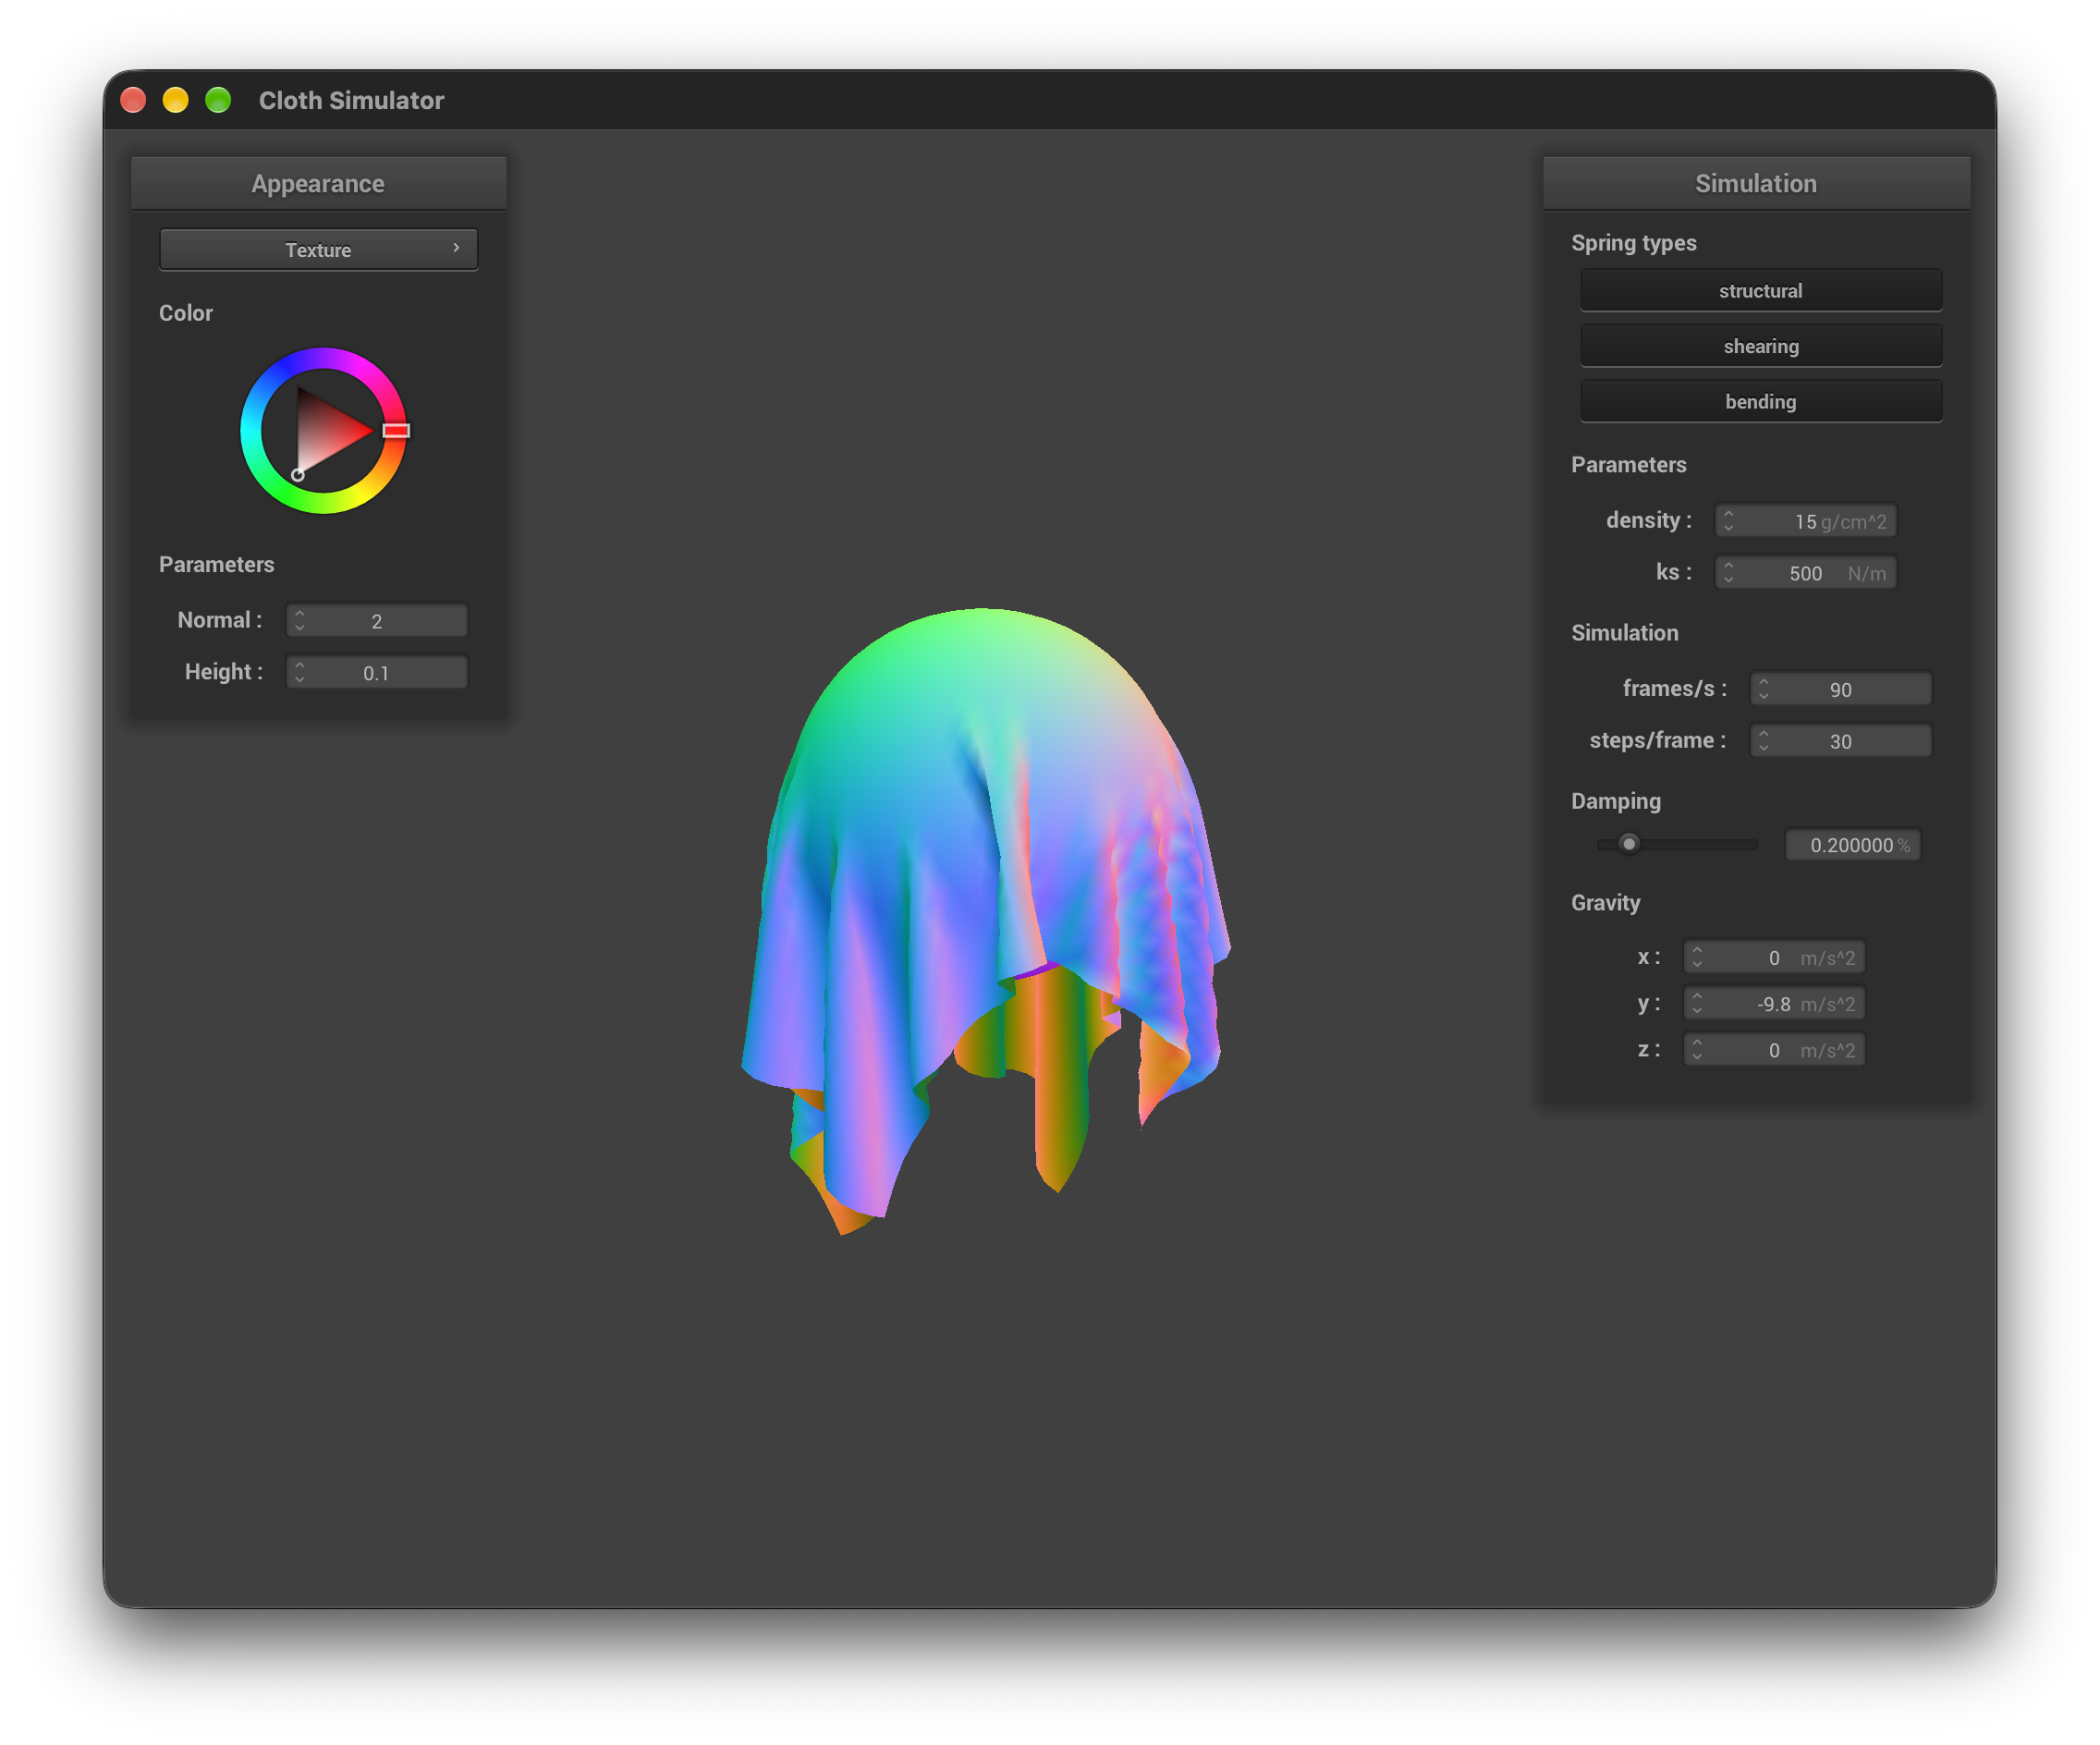 Cloth Simulator
Appearance
Texture
Color
Parameters
Normal : 2
Height : 0.1
Simulation
Spring types
structural
shearing
bending
Parameters
density : 15 g/cm^2
ks : 500 N/m
Simulation
frames/s : 90
steps/frame : 30
Damping
0.200000 %
Gravity
x : 0 m/s^2
y : -9.8 m/s^2
z : 0 m/s^2